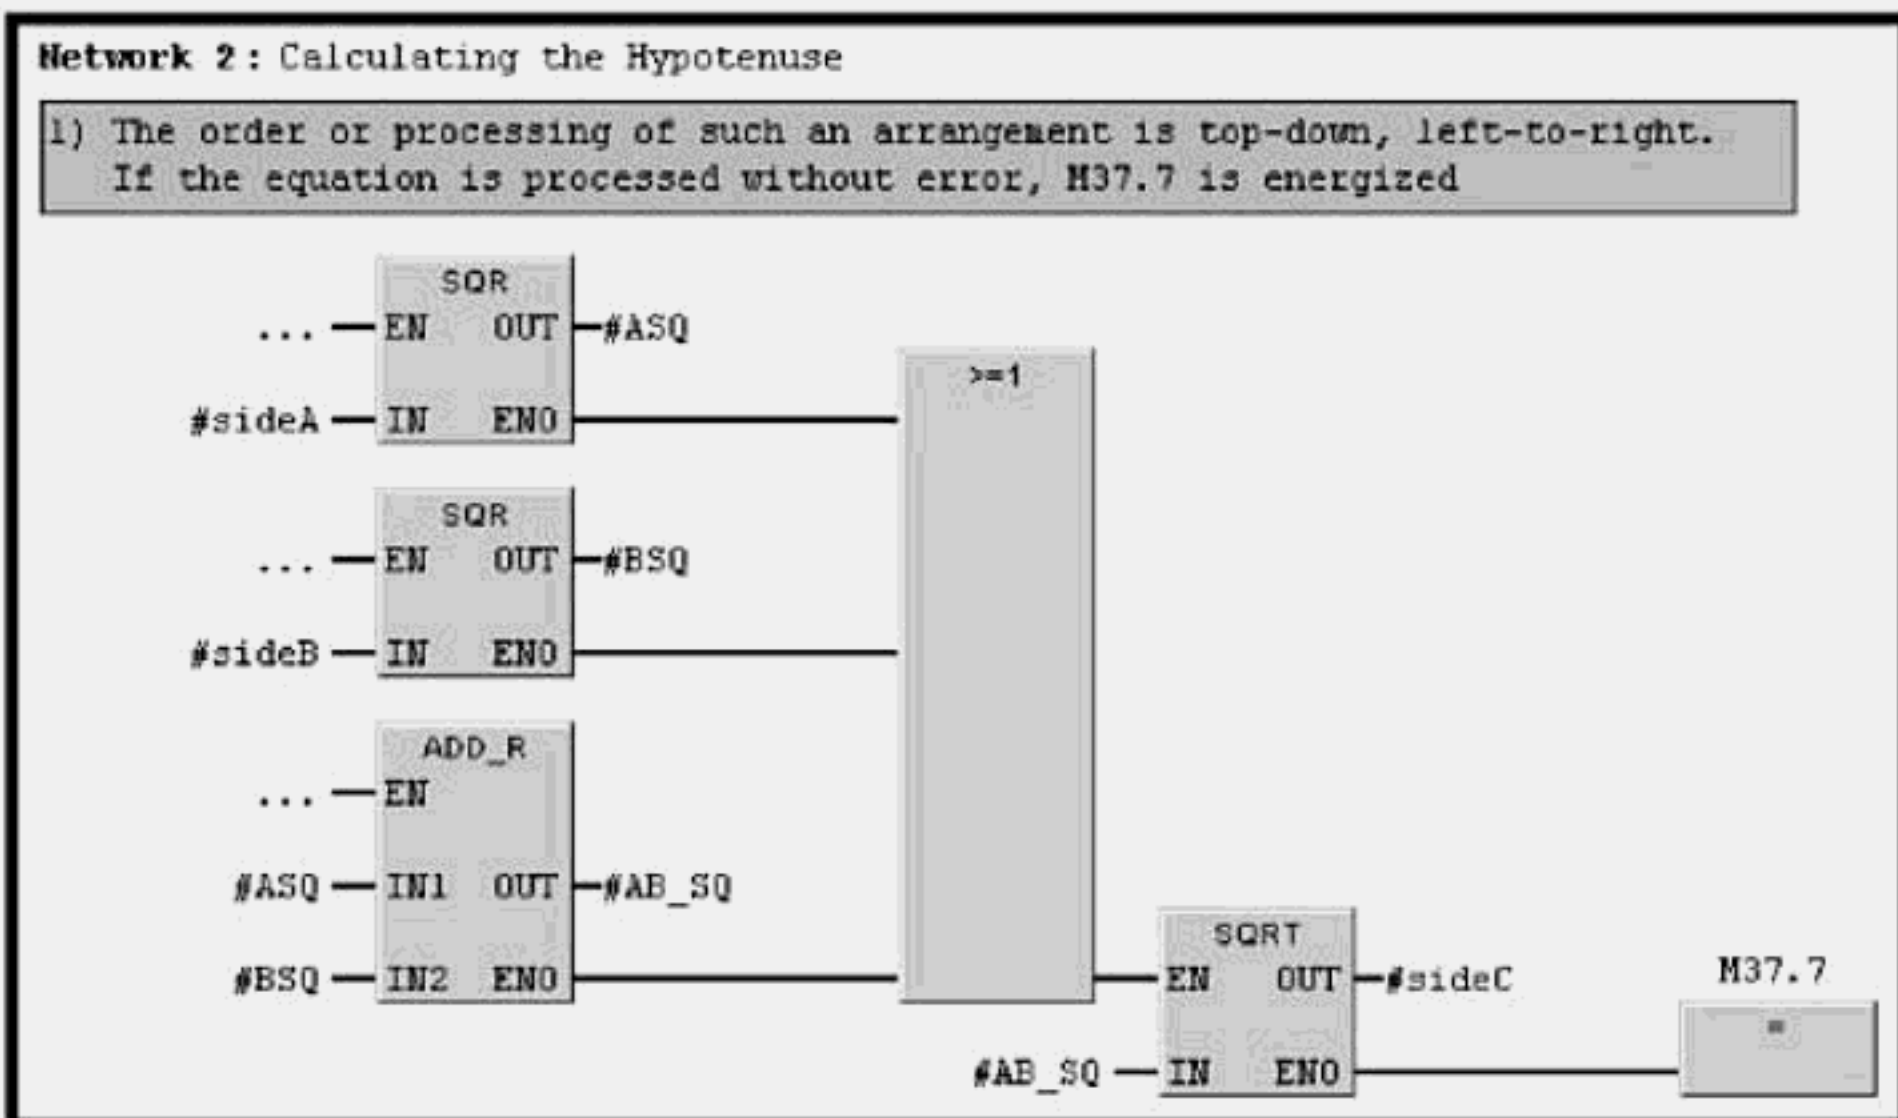 Network 2: Calculating the Hypotenuse
1) The order or processing of such an arrangement is top-down, left-to-right.
If the equation is processed without error, M37.7 is energized
SQR
... EN OUT #ASQ
>=1
#sideA IN ENO
SQR
... EN OUT #BSQ
#sideB IN ENO
ADD_R
... EN
#ASQ IN1 OUT #AB_SQ
SQRT
#BSQ IN2 ENO EN OUT #sideC M37.7
=
#AB_SQ IN ENO